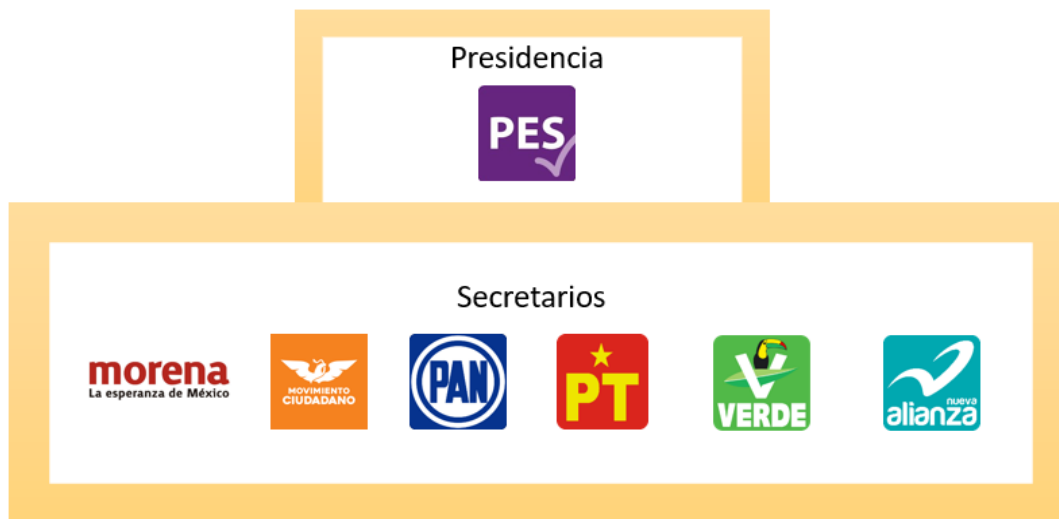 Presidencia
PES
Secretarios
morena
La esperanza de México
MOVIMIENTO
CIUDADANO
PAN
PT
V
VERDE
nueva
alianza